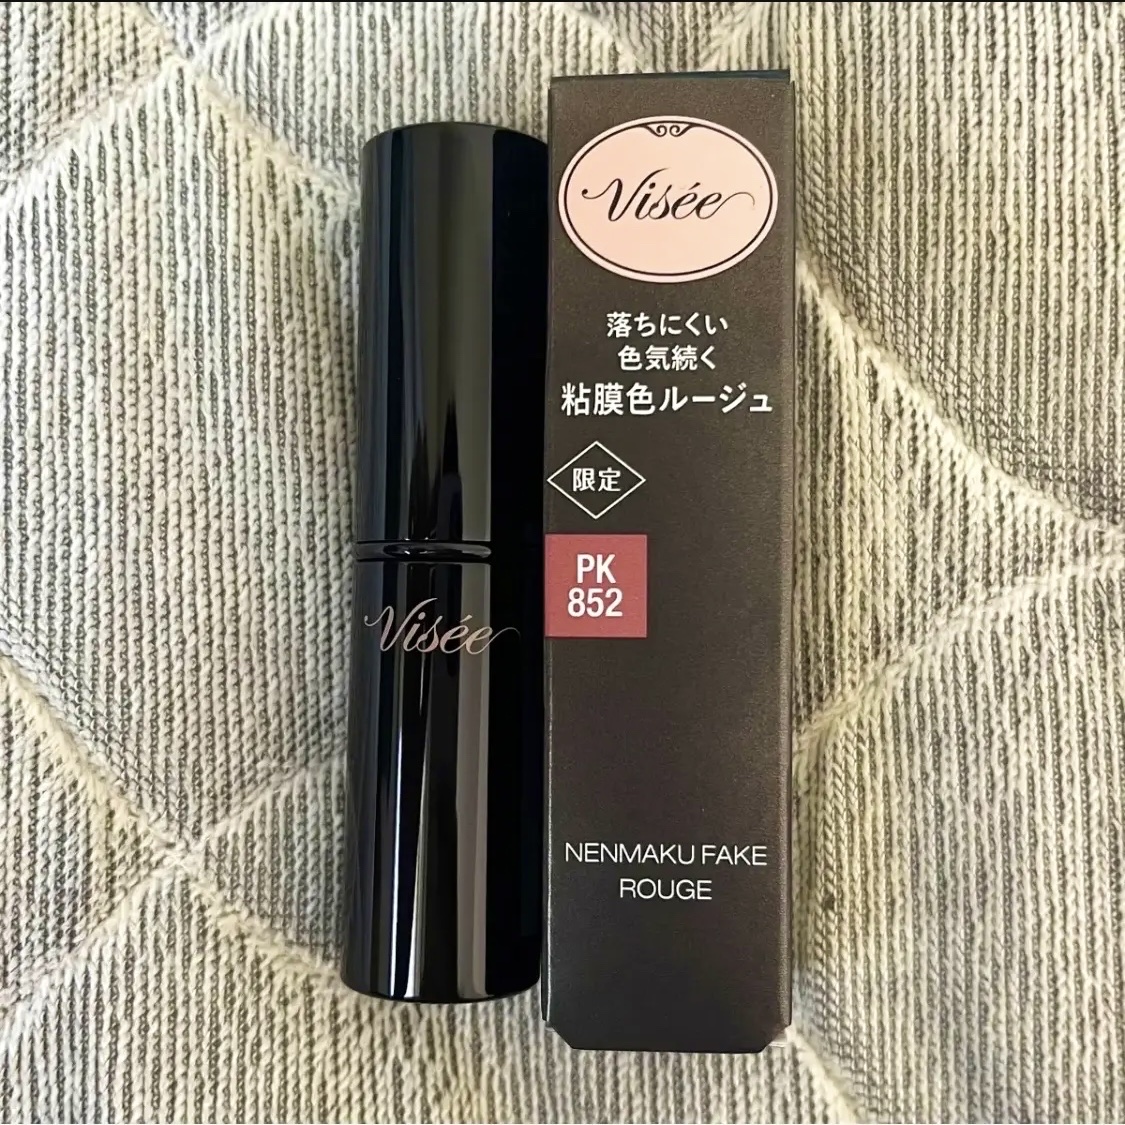 Visée
Visée
落ちにくい
色気続く
粘膜色ルージュ
限定
PK
852
NENMAKU FAKE
ROUGE